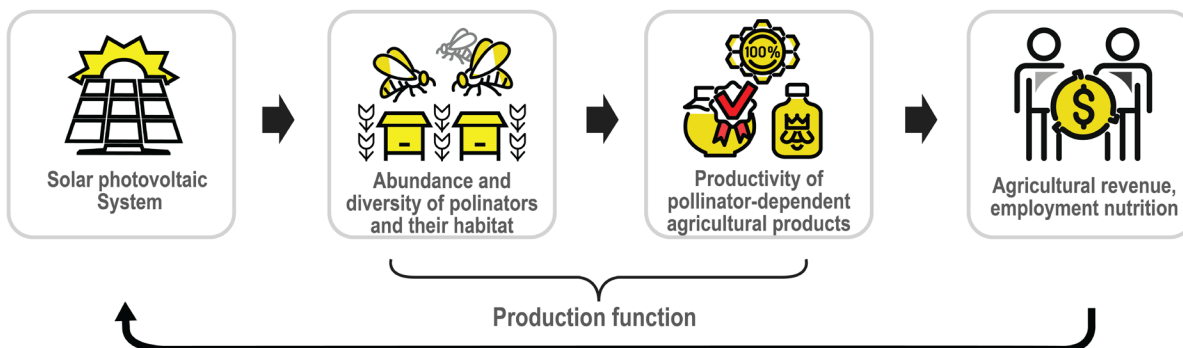 Solar photovoltaic
System
Abundance and
diversity of polinators
and their habitat
100%
Productivity of
pollinator-dependent
agricultural products
$
Agricultural revenue,
employment nutrition
Production function